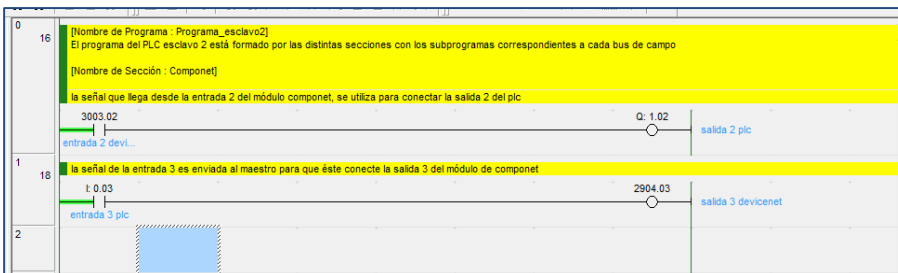 0
16
[Nombre de Programa : Programa_esclavo2]
El programa del PLC esclavo 2 está formado por las distintas secciones con los subprogramas correspondientes a cada bus de campo
[Nombre de Sección : Componet]
la señal que llega desde la entrada 2 del módulo componet, se utiliza para conectar la salida 2 del plc
3003.02
Q: 1.02
salida 2 plc
entrada 2 devi...
1
18
la señal de la entrada 3 es enviada al maestro para que éste conecte la salida 3 del módulo de componet
I: 0.03
2904.03
salida 3 devicenet
entrada 3 plc
2